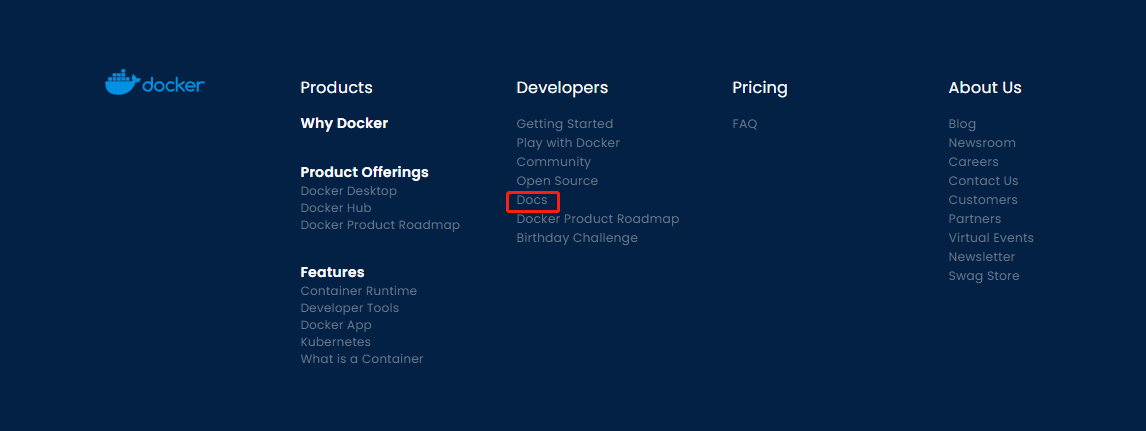 docker
Products
Why Docker
Product Offerings
Docker Desktop
Docker Hub
Docker Product Roadmap
Features
Container Runtime
Developer Tools
Docker App
Kubernetes
What is a Container
Developers
Getting Started
Play with Docker
Community
Open Source
Docs
Docker Product Roadmap
Birthday Challenge
Pricing
FAQ
About Us
Blog
Newsroom
Careers
Contact Us
Customers
Partners
Virtual Events
Newsletter
Swag Store